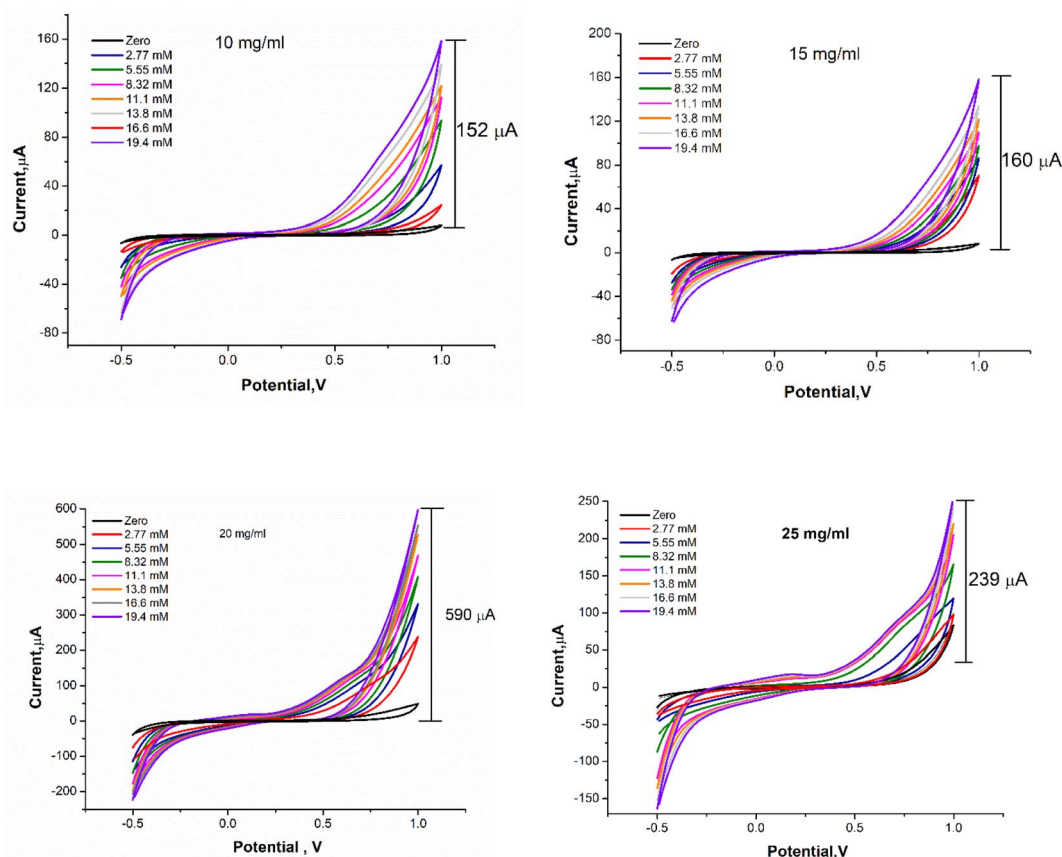 10 mg/ml
Zero
2.77 mM
5.55 mM
8.32 mM
11.1 mM
13.8 mM
16.6 mM
19.4 mM
152 μA
160
120
80
40
0
-40
-80
Current,μA
-0.5
0.0
0.5
1.0
Potential,V
15 mg/ml
Zero
2.77 mM
5.55 mM
8.32 mM
11.1 mM
13.8 mM
16.6 mM
19.4 mM
160 μA
200
160
120
80
40
0
-40
-80
Current,μA
-0.5
0.0
0.5
1.0
Potential,V
20 mg/ml
Zero
2.77 mM
5.55 mM
8.32 mM
11.1 mM
13.8 mM
16.6 mM
19.4 mM
590 μA
600
500
400
300
200
100
0
-100
-200
Current,μA
-0.5
0.0
0.5
1.0
Potential , V
25 mg/ml
Zero
2.77 mM
5.55 mM
8.32 mM
11.1 mM
13.8 mM
16.6 mM
19.4 mM
239 μA
250
200
150
100
50
0
-50
-100
-150
Current,μA
-0.5
0.0
0.5
1.0
Potential,V